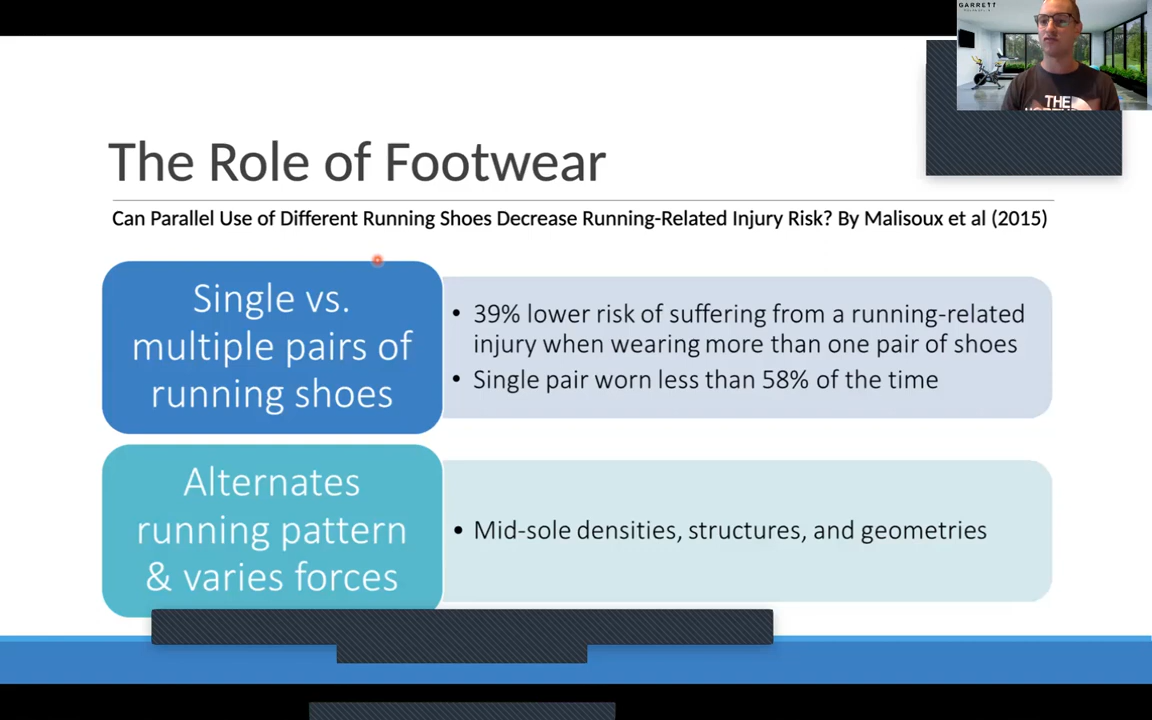 GARRETT
THE
The Role of Footwear
Can Parallel Use of Different Running Shoes Decrease Running-Related Injury Risk? By Malisoux et al (2015)
Single vs.
multiple pairs of
running shoes
• 39% lower risk of suffering from a running-related
injury when wearing more than one pair of shoes
• Single pair worn less than 58% of the time
Alternates
running pattern
& varies forces
• Mid-sole densities, structures, and geometries